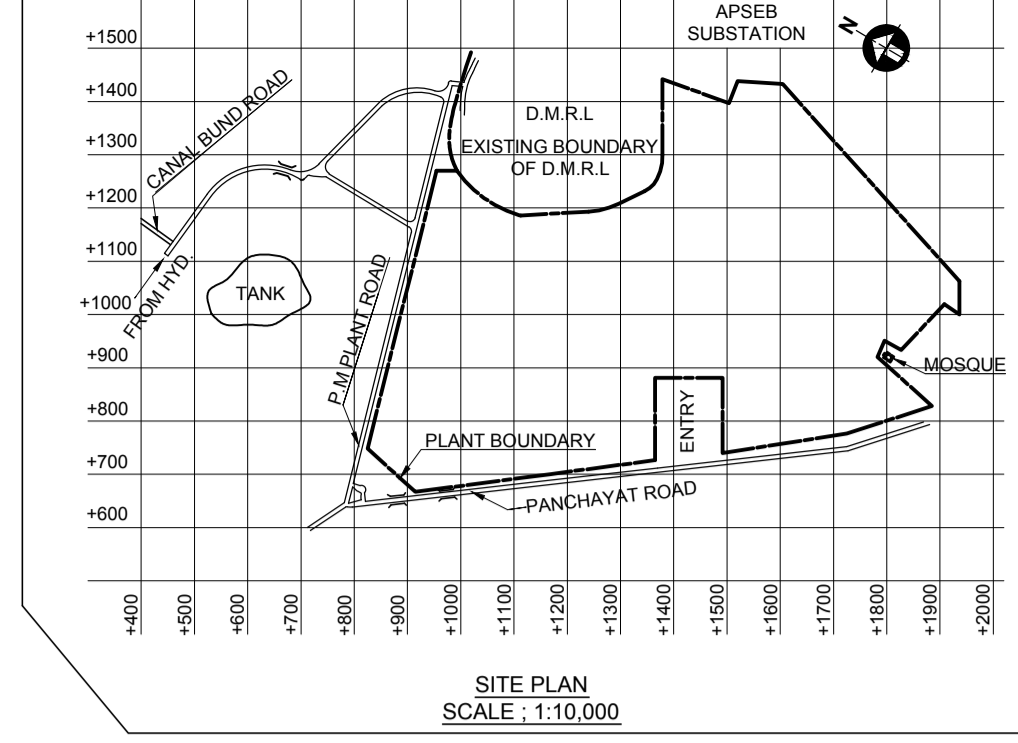 APSEB
SUBSTATION
N
+1500
+1400
+1300
+1200
+1100
+1000
+900
+800
+700
+600
CANAL BUND ROAD
D.M.R.L
EXISTING BOUNDARY
OF D.M.R.L
FROM HYD.
TANK
P.M PLANT ROAD
MOSQUE
ENTRY
PLANT BOUNDARY
PANCHAYAT ROAD
+400
+500
+600
+700
+800
+900
+1000
+1100
+1200
+1300
+1400
+1500
+1600
+1700
+1800
+1900
+2000
SITE PLAN
SCALE ; 1:10,000